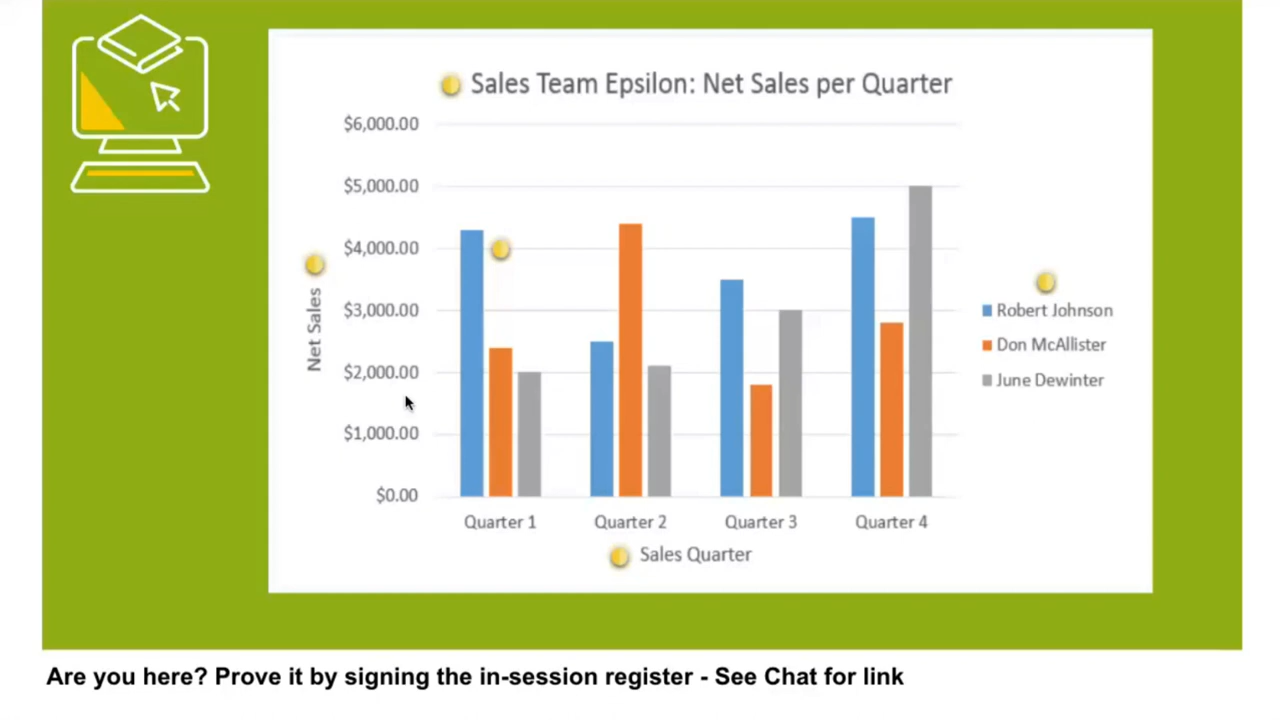 Sales Team Epsilon: Net Sales per Quarter
$6,000.00
$5,000.00
$4,000.00
$3,000.00
$2,000.00
$1,000.00
$0.00
Net Sales
Quarter 1 Quarter 2 Quarter 3 Quarter 4
Sales Quarter
Robert Johnson
Don McAllister
June Dewinter
Are you here? Prove it by signing the in-session register - See Chat for link